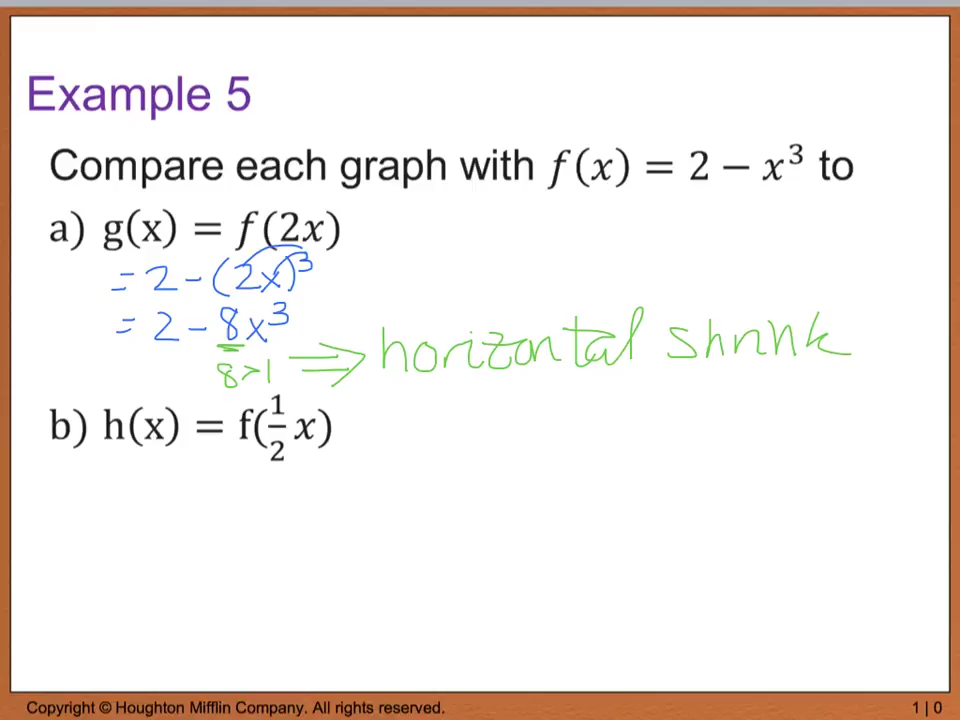 Example 5
Compare each graph with f(x) = 2 − x³ to
a) g(x) = f(2x)
= 2 - (2x)³
= 2 - 8x³
8>1 ⟹ horizontal shrink
b) h(x) = f(½x)
Copyright © Houghton Mifflin Company. All rights reserved. 1 | 0